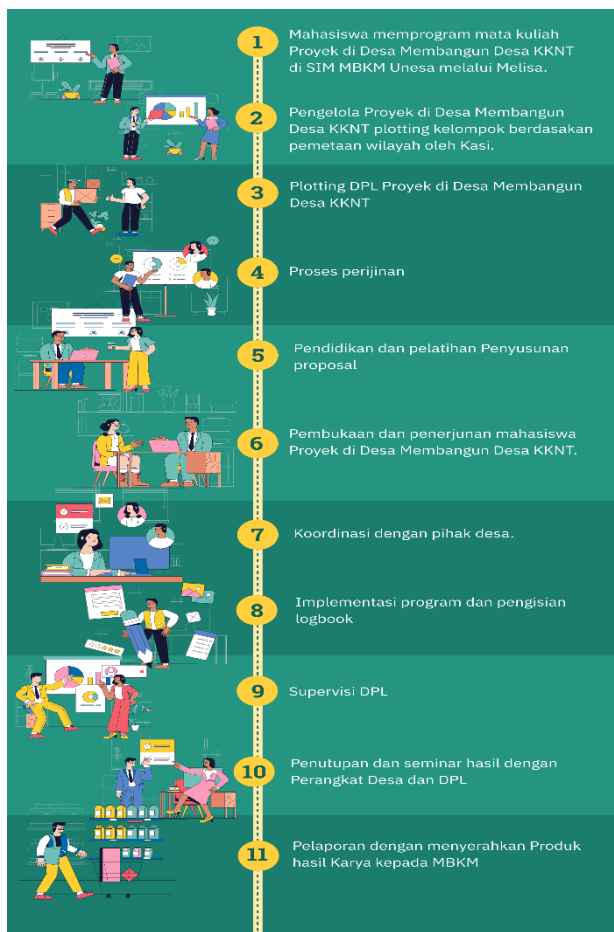 1
Mahasiswa memprogram mata kuliah
Proyek di Desa Membangun Desa KKNT
di SIM MBKM Unesa melalui Melisa.
2
Pengelola Proyek di Desa Membangun
Desa KKNT plotting kelompok berdasakan
pemetaan wilayah oleh Kasi.
3
Plotting DPL Proyek di Desa Membangun
Desa KKNT
4
Proses perijinan
5
Pendidikan dan pelatihan Penyusunan
proposal
6
Pembukaan dan penerjunan mahasiswa
Proyek di Desa Membangun Desa KKNT.
7
Koordinasi dengan pihak desa.
8
Implementasi program dan pengisian
logbook
9
Supervisi DPL
10
Penutupan dan seminar hasil dengan
Perangkat Desa dan DPL
11
Pelaporan dengan menyerahkan Produk
hasil Karya kepada MBKM